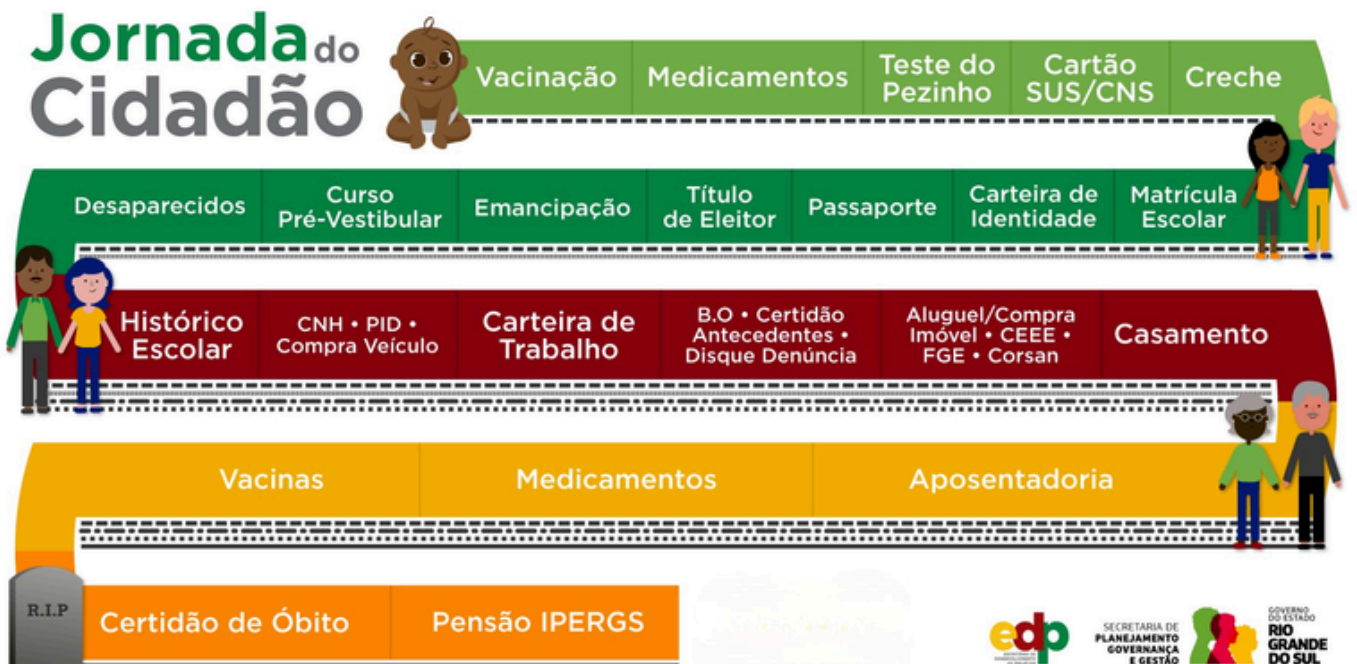 Jornada do
Cidadão
Vacinação
Medicamentos
Teste do
Pezinho
Cartão
SUS/CNS
Creche
Desaparecidos
Curso
Pré-Vestibular
Emancipação
Título
de Eleitor
Passaporte
Carteira de
Identidade
Matrícula
Escolar
Histórico
Escolar
CNH • PID •
Compra Veículo
Carteira de
Trabalho
B.O • Certidão
Antecedentes •
Disque Denúncia
Aluguel/Compra
Imóvel • CEEE •
FGE • Corsan
Casamento
Vacinas
Medicamentos
Aposentadoria
R.I.P
Certidão de Óbito
Pensão IPERGS
edp
SECRETARIA DE
PLANEJAMENTO
GOVERNANÇA
E GESTÃO
GOVERNO
DO ESTADO
RIO
GRANDE
DO SUL